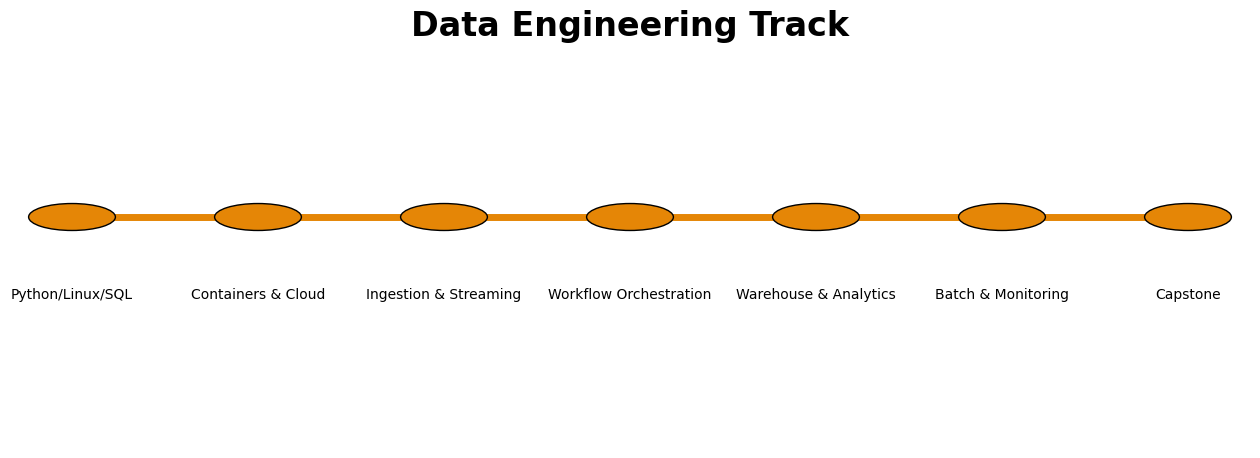 Data Engineering Track
Python/Linux/SQL
Containers & Cloud
Ingestion & Streaming
Workflow Orchestration
Warehouse & Analytics
Batch & Monitoring
Capstone